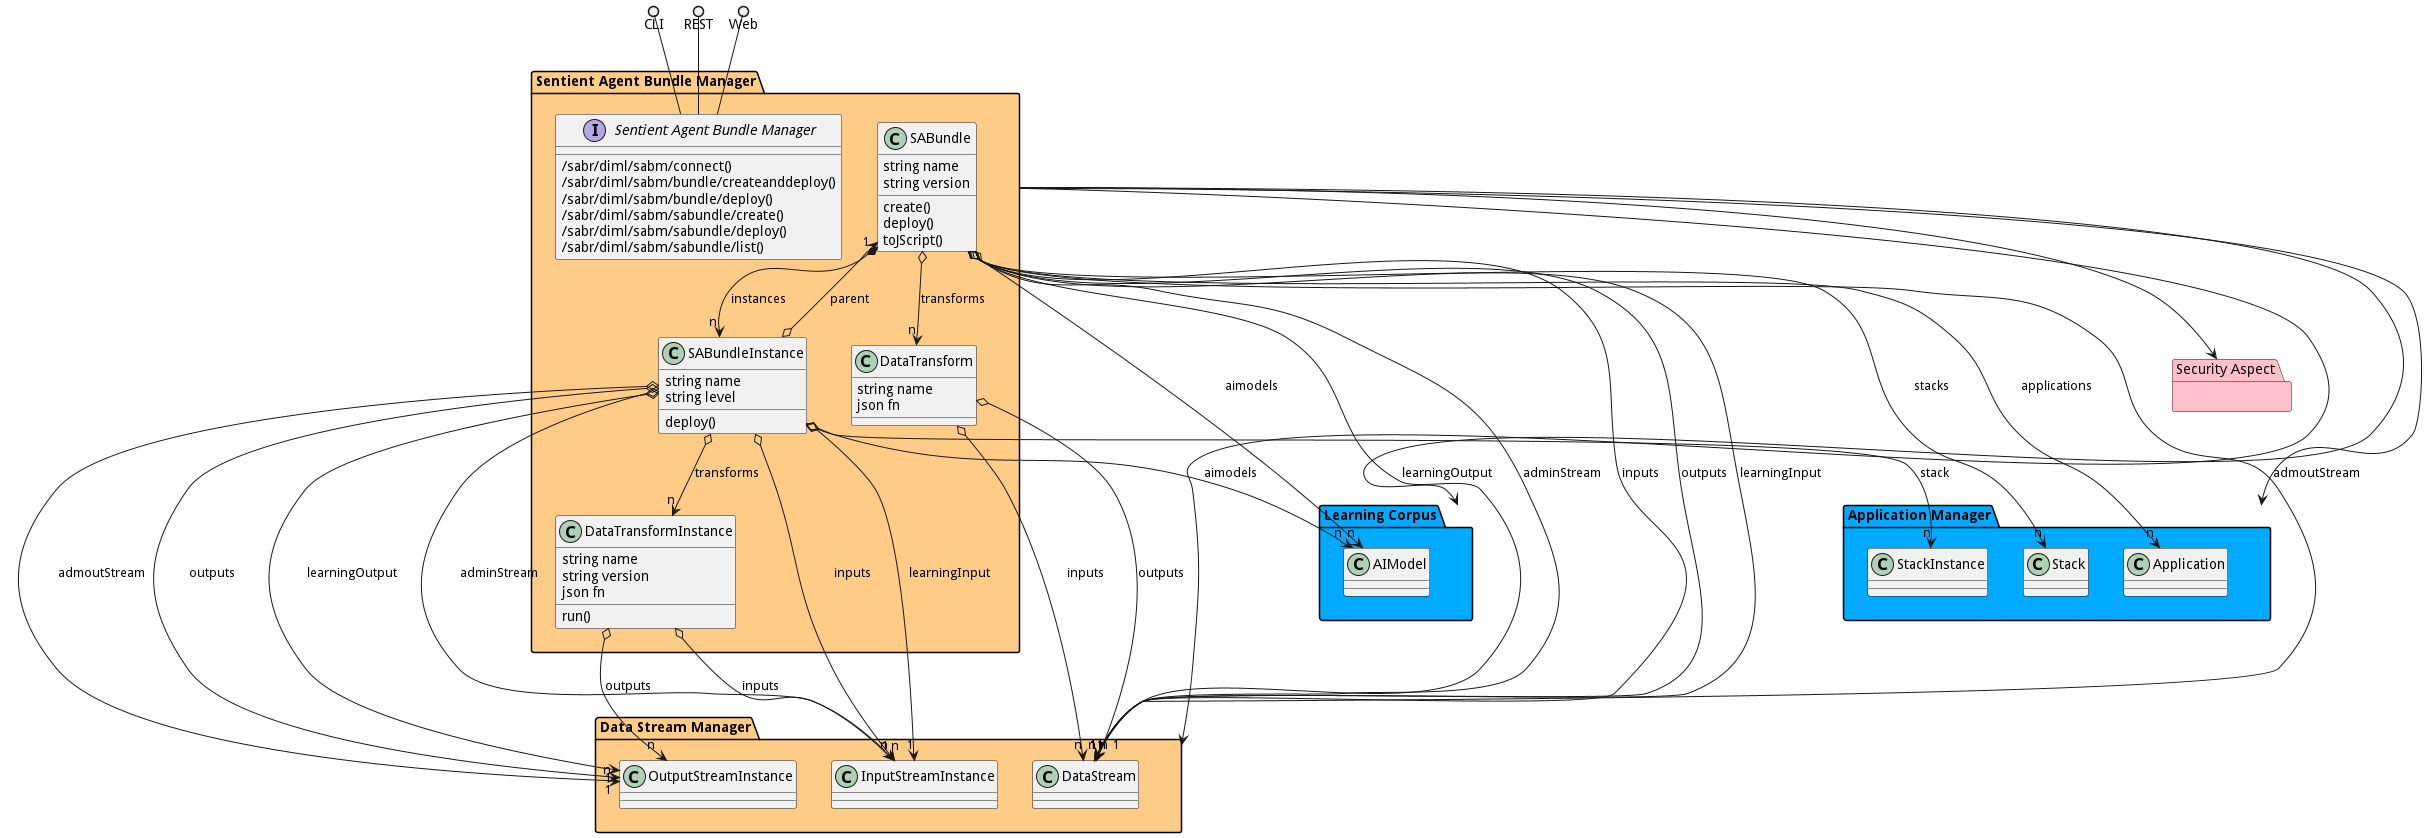 CLI
REST
Web
Sentient Agent Bundle Manager
I
Sentient Agent Bundle Manager
/sabr/diml/sabm/connect()
/sabr/diml/sabm/bundle/createanddeploy()
/sabr/diml/sabm/bundle/deploy()
/sabr/diml/sabm/sabundle/create()
/sabr/diml/sabm/sabundle/deploy()
/sabr/diml/sabm/sabundle/list()
C
SABundle
string name
string version
create()
deploy()
toJScript()
1
instances
parent
transforms
n
n
C
SABundleInstance
string name
string level
deploy()
C
DataTransform
string name
json fn
Security Aspect
aimodels
stacks
applications
transforms
aimodels
learningOutput
adminStream
inputs
outputs
learningInput
stack
admoutStream
n
C
DataTransformInstance
string name
string version
json fn
run()
Learning Corpus
n
n
C
AIModel
Application Manager
n
n
n
C
StackInstance
C
Stack
C
Application
admoutStream
outputs
learningOutput
adminStream
inputs
learningInput
inputs
outputs
outputs
inputs
Data Stream Manager
n
n
1
1
n
1
n
1
C
OutputStreamInstance
C
InputStreamInstance
C
DataStream